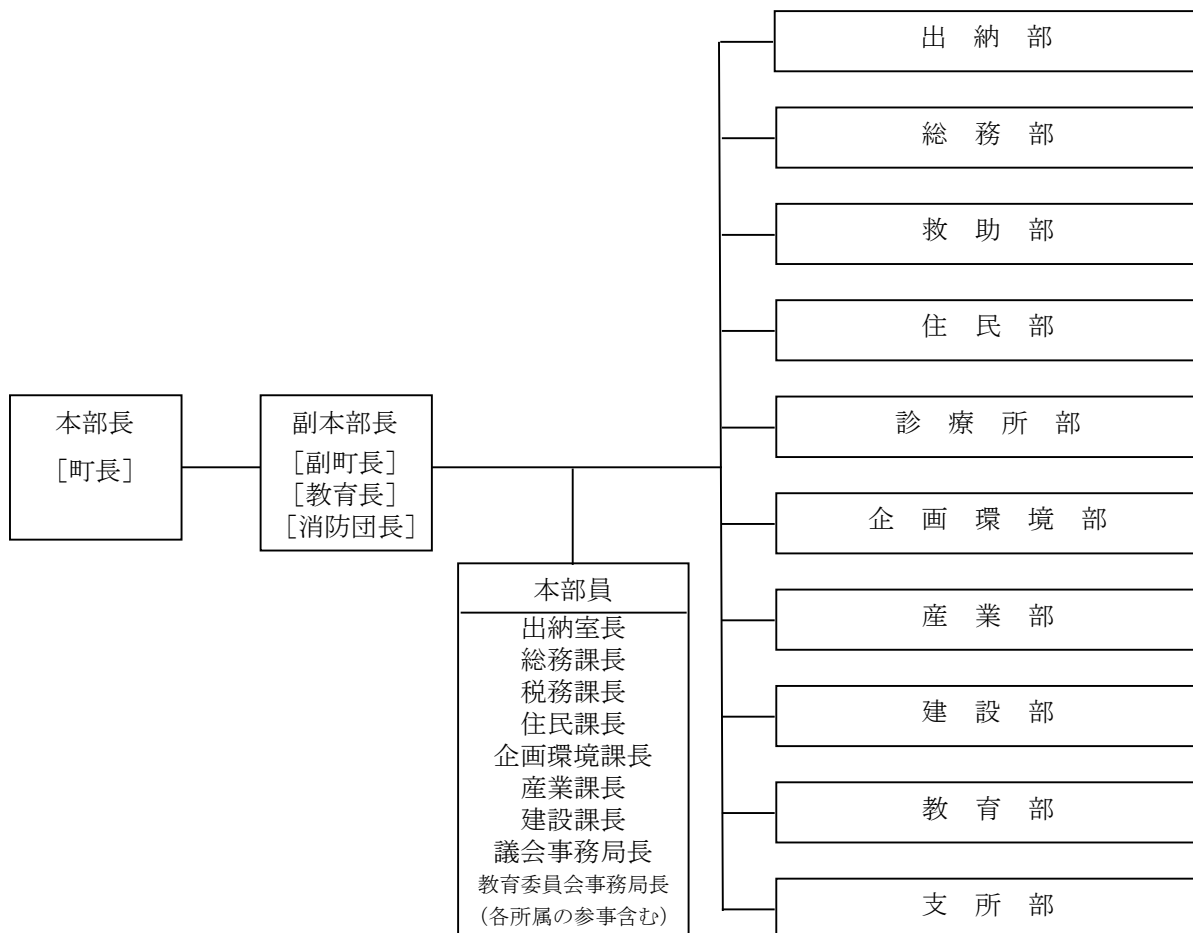 出納部
総務部
救助部
住民部
診療所部
企画環境部
産業部
建設部
教育部
支所部
本部長
［町長］
副本部長
［副町長］
［教育長］
［消防団長］
本部員
出納室長
総務課長
税務課長
住民課長
企画環境課長
産業課長
建設課長
議会事務局長
教育委員会事務局長
(各所属の参事含む)